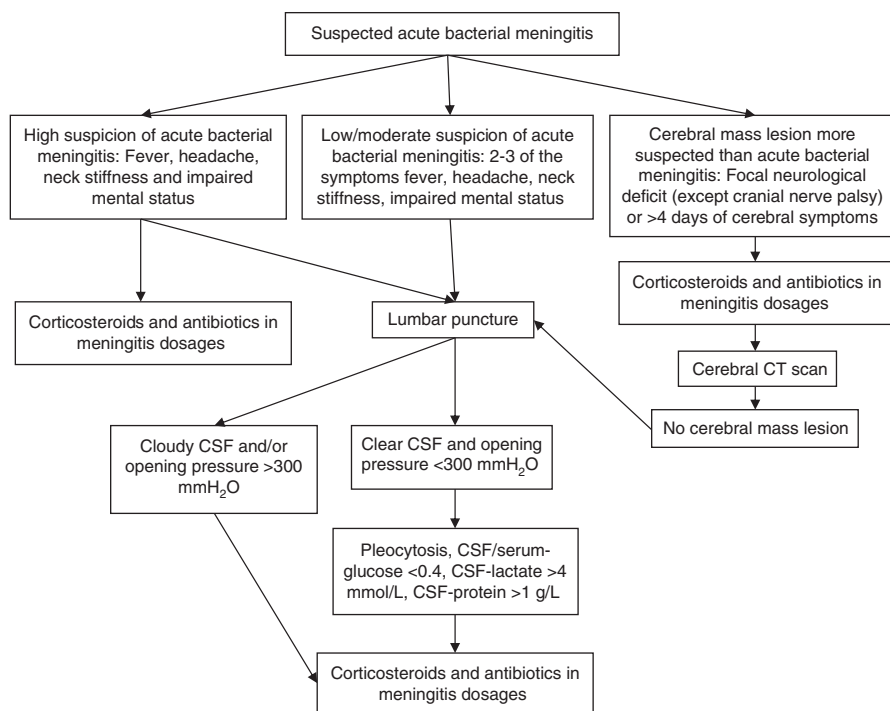 Suspected acute bacterial meningitis
High suspicion of acute bacterial
meningitis: Fever, headache,
neck stiffness and impaired
mental status
Low/moderate suspicion of acute
bacterial meningitis: 2-3 of the
symptoms fever, headache, neck
stiffness, impaired mental status
Cerebral mass lesion more
suspected than acute bacterial
meningitis: Focal neurological
deficit (except cranial nerve palsy)
or >4 days of cerebral symptoms
Corticosteroids and antibiotics in
meningitis dosages
Lumbar puncture
Corticosteroids and antibiotics in
meningitis dosages
Cerebral CT scan
No cerebral mass lesion
Cloudy CSF and/or
opening pressure >300
mmH₂O
Clear CSF and opening
pressure <300 mmH₂O
Pleocytosis, CSF/serum-
glucose <0.4, CSF-lactate >4
mmol/L, CSF-protein >1 g/L
Corticosteroids and antibiotics in
meningitis dosages